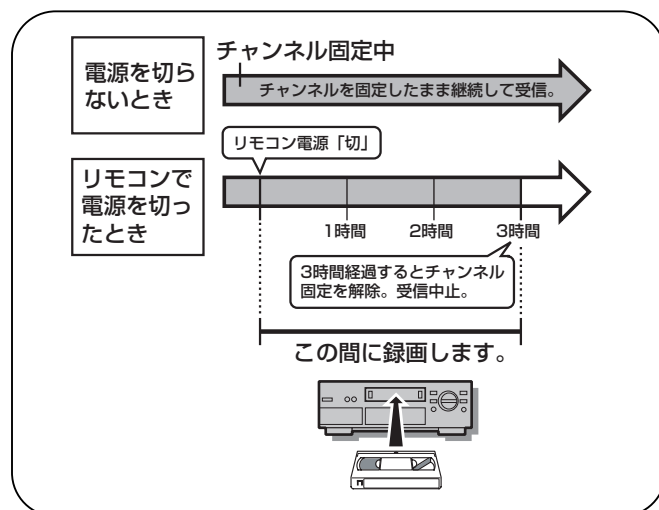 電源を切ら
ないとき
チャンネル固定中
チャンネルを固定したまま継続して受信。
リモコン電源「切」
リモコンで
電源を切っ
たとき
1時間
2時間
3時間
3時間経過するとチャンネル
固定を解除。受信中止。
この間に録画します。